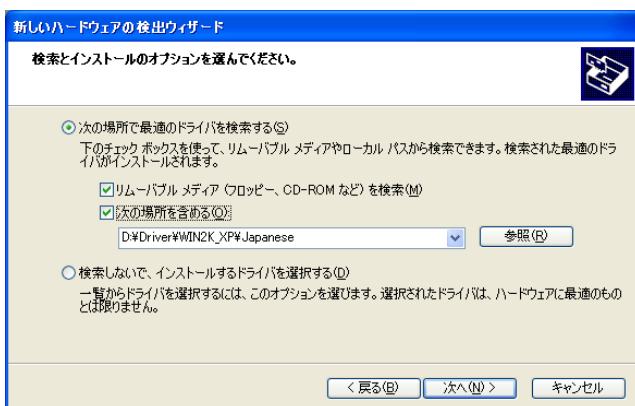 新しいハードウェアの検出ウィザード
検索とインストールのオプションを選んでください。
次の場所で最適のドライバを検索する(S)
下のチェック ボックスを使って、リムーバブル メディアやローカル パスから検索できます。検索された最適のドラ
イバがインストールされます。
リムーバブル メディア (フロッピー、CD-ROM など) を検索(M)
次の場所を含める(O):
D:¥Driver¥WIN2K_XP¥Japanese
参照(R)
検索しないで、インストールするドライバを選択する(D)
一覧からドライバを選択するには、このオプションを選びます。選択されたドライバは、ハードウェアに最適のもの
とは限りません。
< 戻る(B)
次へ(N) >
キャンセル